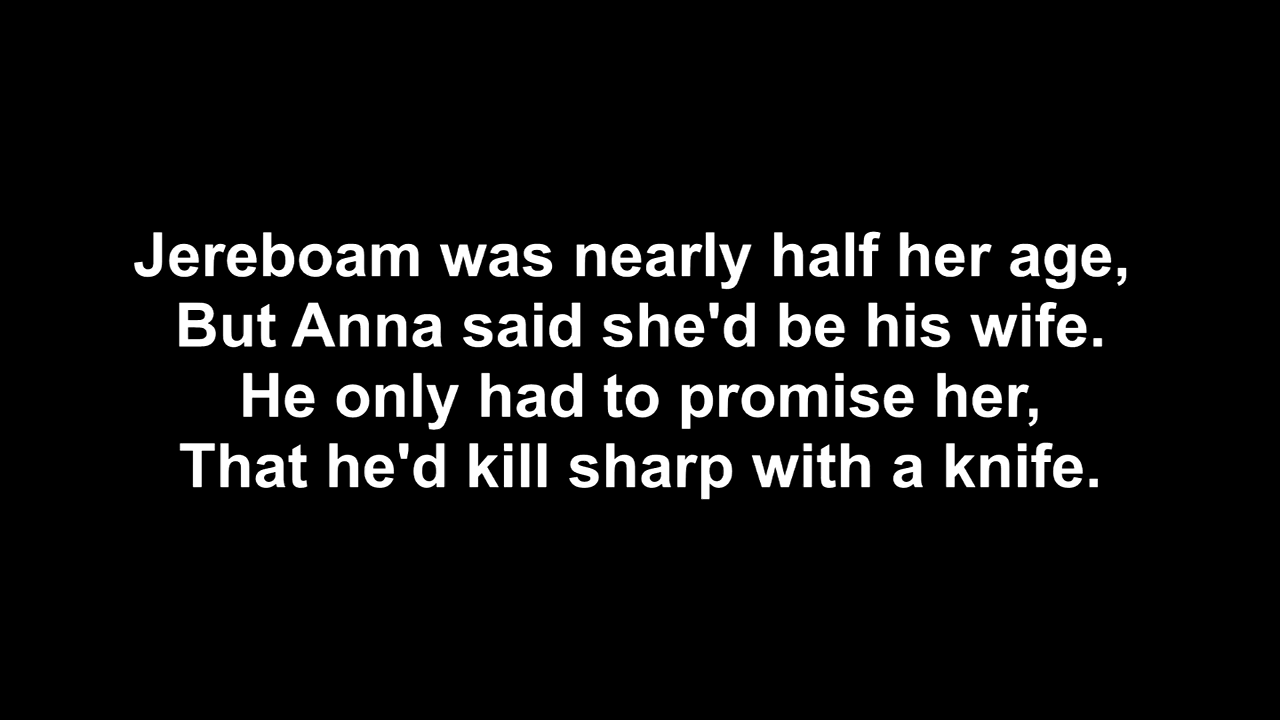 Jereboam was nearly half her age,
But Anna said she'd be his wife.
He only had to promise her,
That he'd kill sharp with a knife.